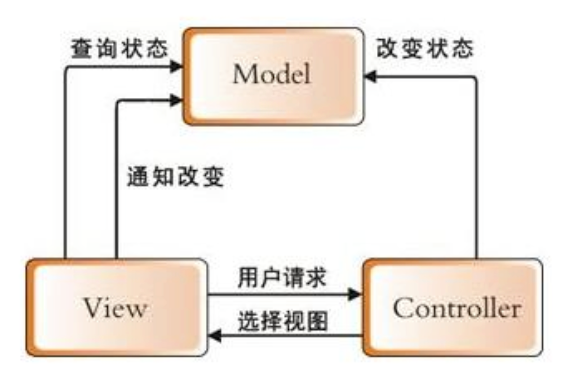 查询状态
改变状态
Model
通知改变
用户请求
View
Controller
选择视图